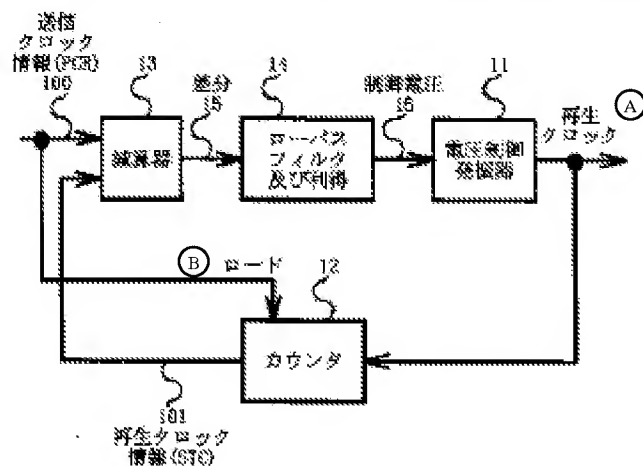 送信
クロック
情報(PCR)
100
13
減算器
差分
15
14
ローパス
フィルタ
及び利得
制御電圧
16
11
電圧制御
発振器
再生
クロック
A
B
ロード
12
カウンタ
101
再生クロック
情報(STC)